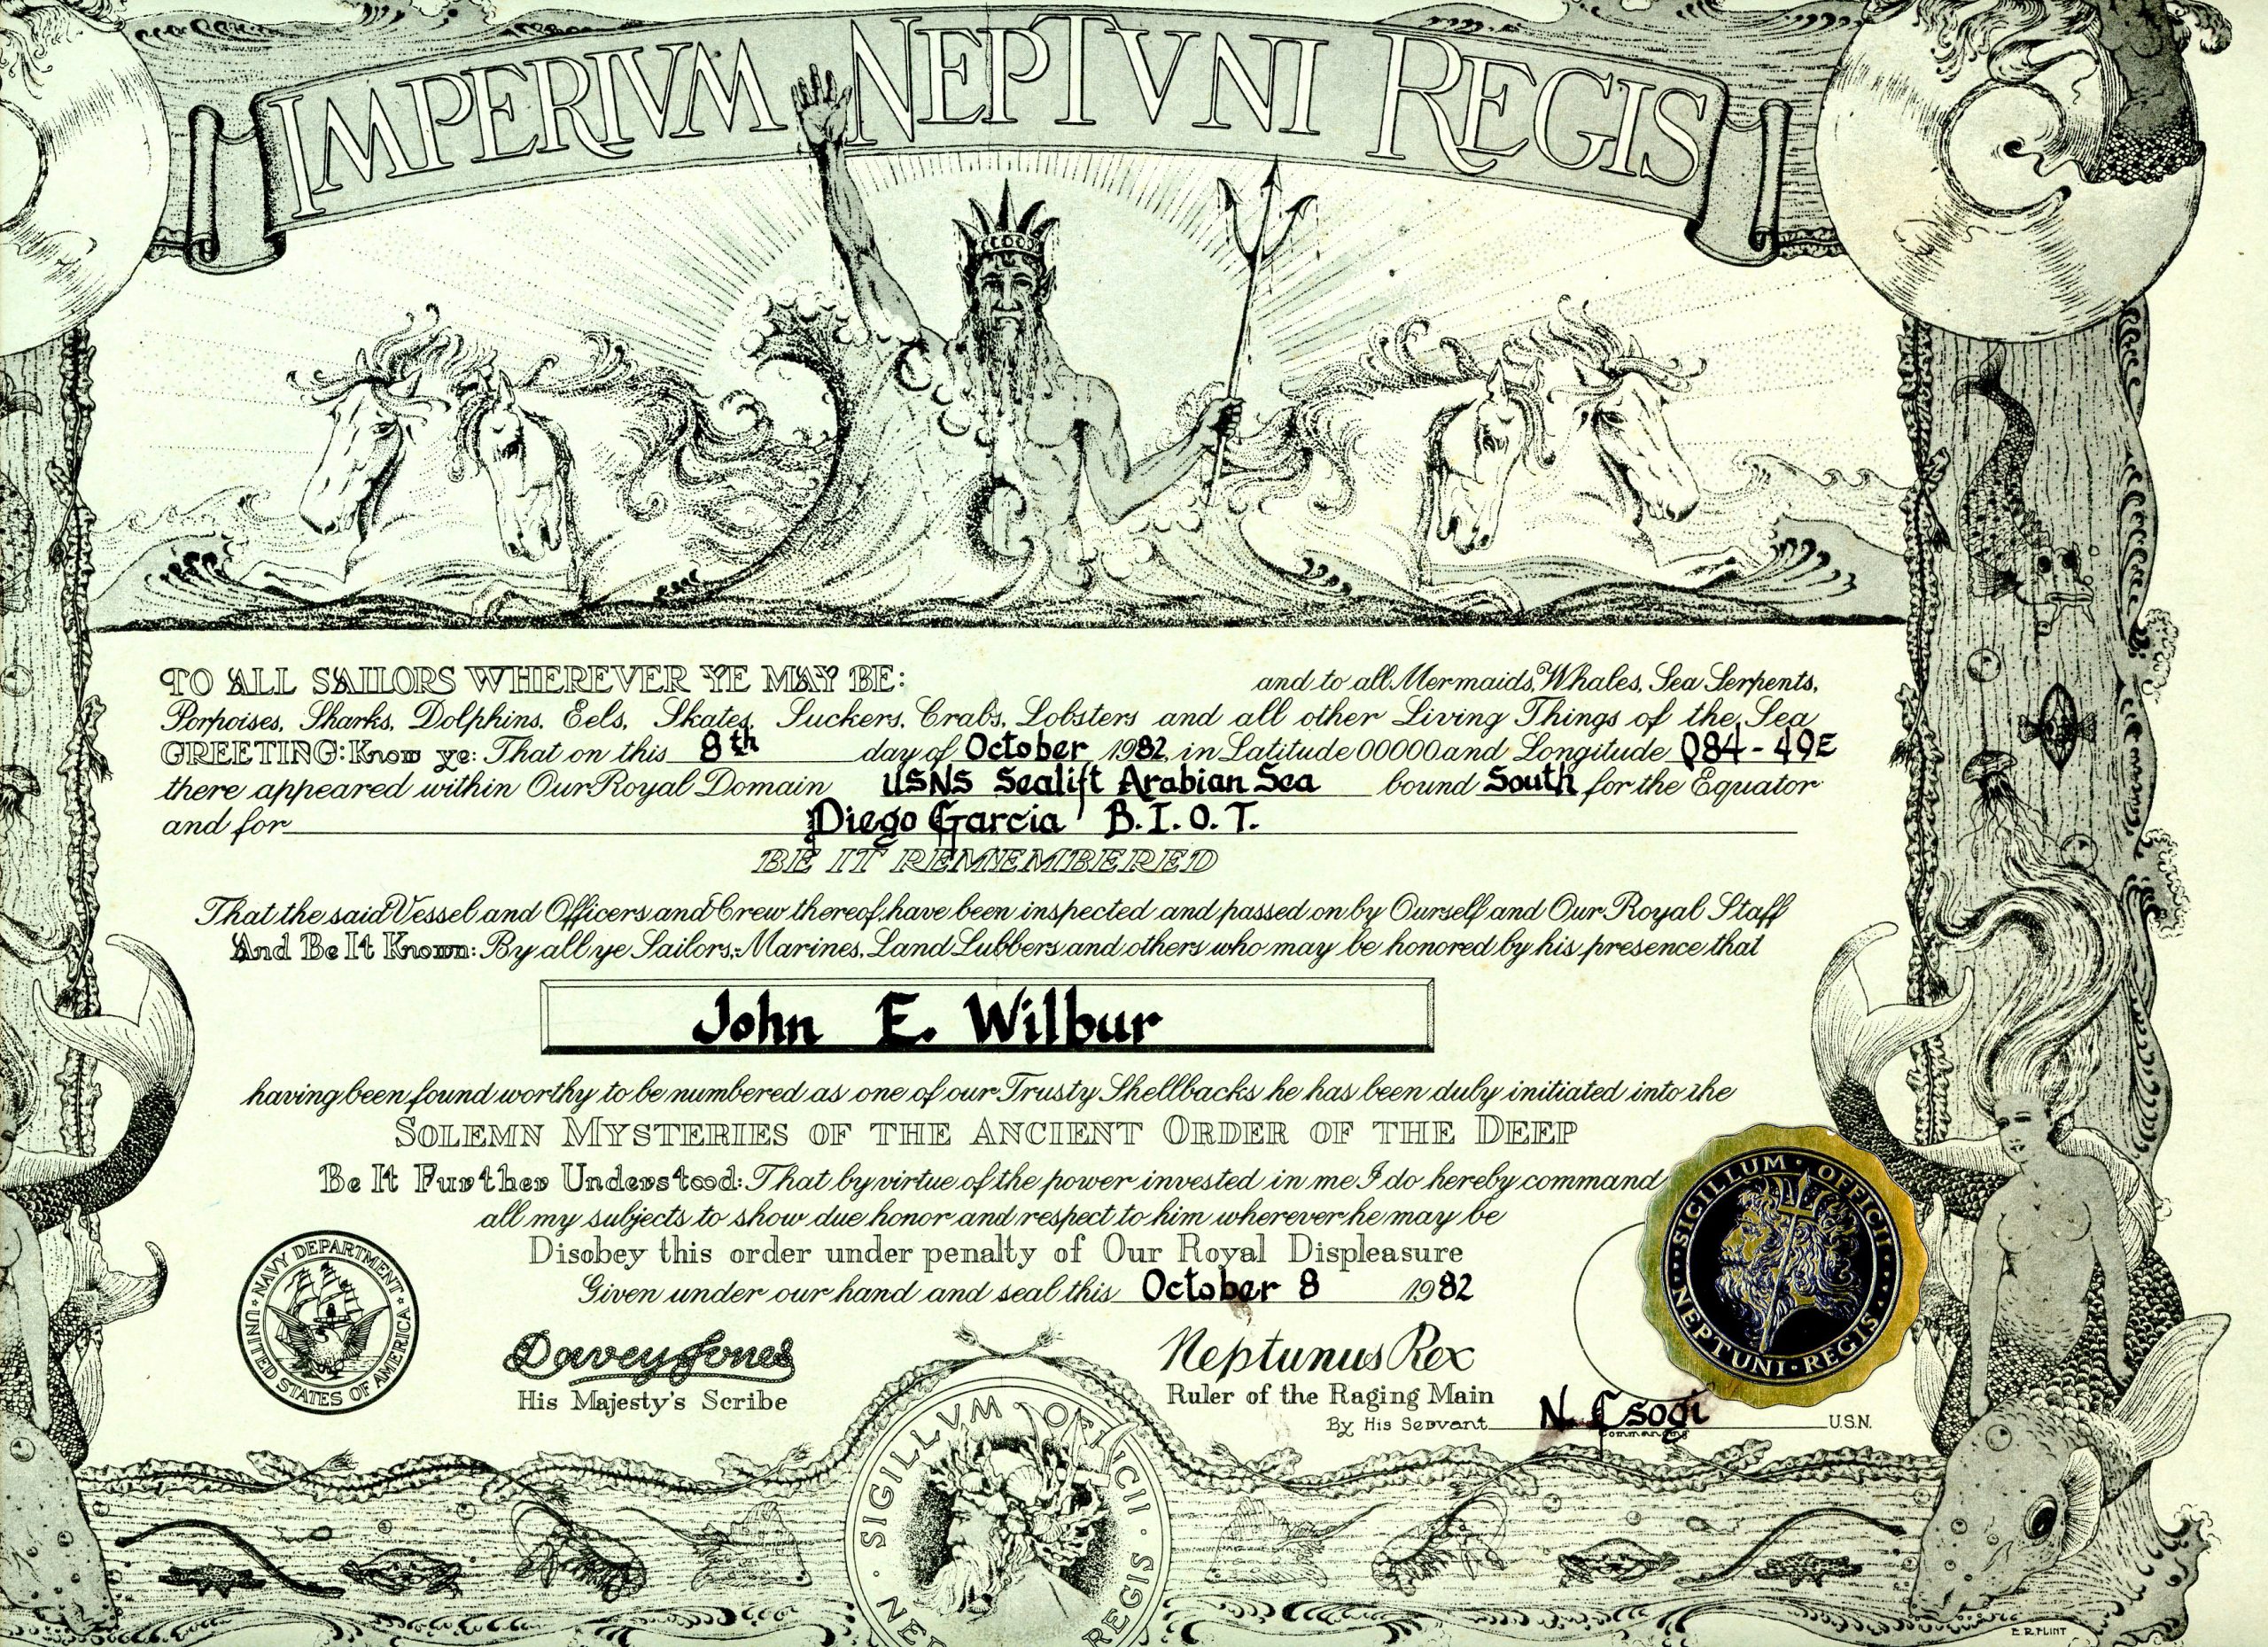 IMPERIVM NEPTVNI REGIS
TO ALL SAILORS WHEREVER YE MAY BE: and to all Mermaids, Whales, Sea Serpents,
Porpoises, Sharks, Dolphins, Eels, Skates, Suckers, Crabs, Lobsters and all other Living Things of the Sea
GREETING: Know ye: That on this 8th day of October 1982, in Latitude 00000 and Longitude 084-49E
there appeared within Our Royal Domain USNS Sealift Arabian Sea bound South for the Equator
and for Diego Garcia B.I.O.T.
BE IT REMEMBERED
That the said Vessel and Officers and Crew thereof, have been inspected and passed on by Ourself and Our Royal Staff
And Be It Known: By all ye Sailors, Marines, Land Lubbers and others who may be honored by his presence that
John E. Wilbur
having been found worthy to be numbered as one of our Trusty Shellbacks he has been duly initiated into the
SOLEMN MYSTERIES OF THE ANCIENT ORDER OF THE DEEP
Be It Further Understood: That by virtue of the power invested in me I do hereby command
all my subjects to show due honor and respect to him wherever he may be
Disobey this order under penalty of Our Royal Displeasure
Given under our hand and seal this October 8 1982
NAVY DEPARTMENT
UNITED STATES OF AMERICA
Davey Jones
His Majesty's Scribe
Neptunus Rex
Ruler of the Raging Main
By His Servant N. Csogi U.S.N.
Commanding
SIGILLUM · OFFICII
NEPTUNI · REGIS
SIGILLVM OFFICII
REGIS
E.R. FLINT